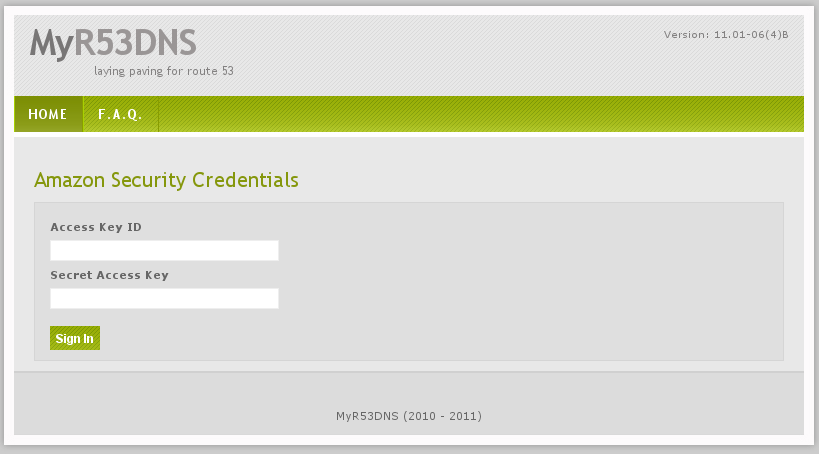 MyR53DNS
Version: 11.01-06(4)B
laying paving for route 53
HOME F.A.Q.
Amazon Security Credentials
Access Key ID
Secret Access Key
Sign In
MyR53DNS (2010 - 2011)